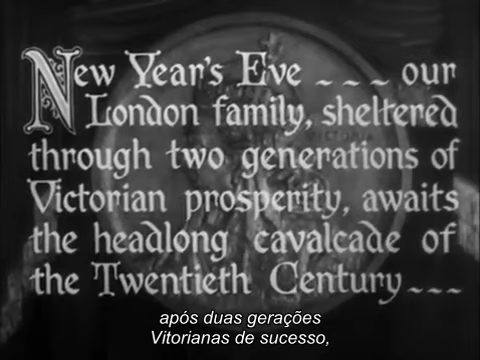 New Year's Eve _ _ _ our
London family, sheltered
through two generations of
Victorian prosperity, awaits
the headlong cavalcade of
the Twentieth Century _ _ _
VICTORIA
após duas gerações
Vitorianas de sucesso,